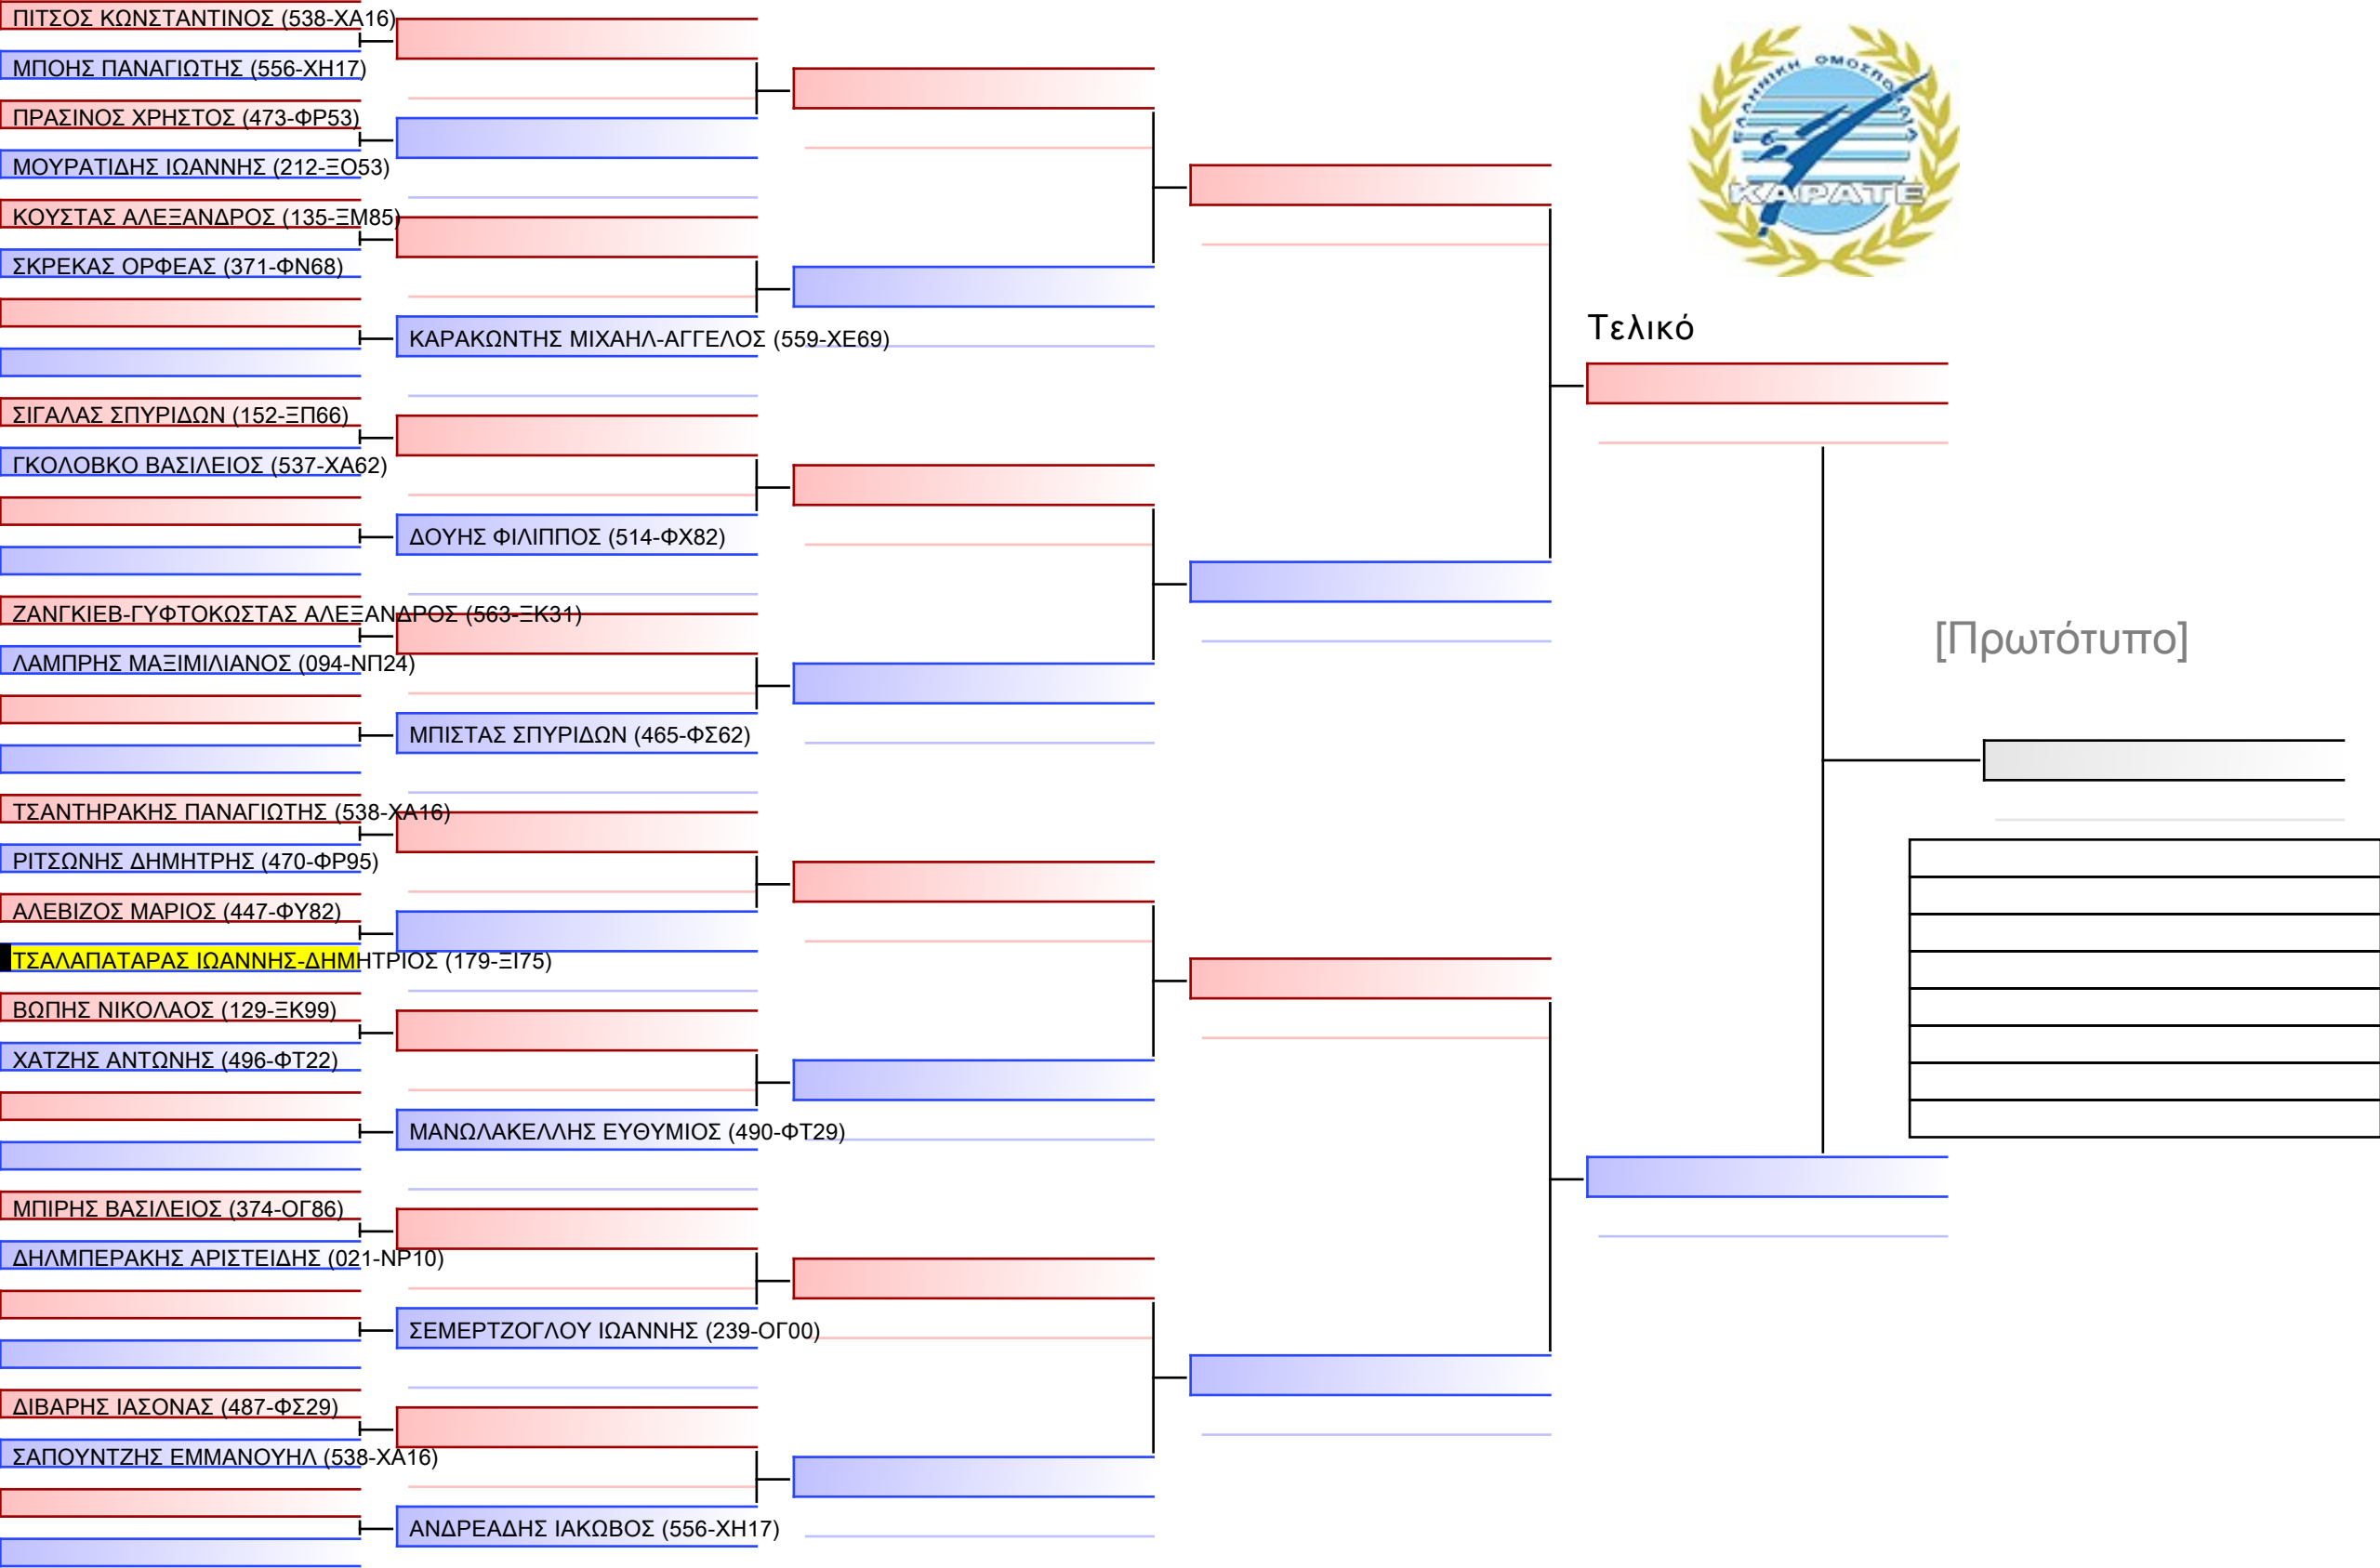 ΠΙΤΣΟΣ ΚΩΝΣΤΑΝΤΙΝΟΣ (538-ΧΑ16)
ΜΠΟΗΣ ΠΑΝΑΓΙΩΤΗΣ (556-ΧΗ17)
ΠΡΑΣΙΝΟΣ ΧΡΗΣΤΟΣ (473-ΦΡ53)
ΜΟΥΡΑΤΙΔΗΣ ΙΩΑΝΝΗΣ (212-ΞΟ53)
ΚΟΥΣΤΑΣ ΑΛΕΞΑΝΔΡΟΣ (135-ΞΜ85)
ΣΚΡΕΚΑΣ ΟΡΦΕΑΣ (371-ΦΝ68)
ΚΑΡΑΚΩΝΤΗΣ ΜΙΧΑΗΛ-ΑΓΓΕΛΟΣ (559-ΧΕ69)
ΣΙΓΑΛΑΣ ΣΠΥΡΙΔΩΝ (152-ΞΠ66)
ΓΚΟΛΟΒΚΟ ΒΑΣΙΛΕΙΟΣ (537-ΧΑ62)
ΔΟΥΗΣ ΦΙΛΙΠΠΟΣ (514-ΦΧ82)
ΖΑΝΓΚΙΕΒ-ΓΥΦΤΟΚΩΣΤΑΣ ΑΛΕΞΑΝΔΡΟΣ (563-ΞΚ31)
ΛΑΜΠΡΗΣ ΜΑΞΙΜΙΛΙΑΝΟΣ (094-ΝΠ24)
ΜΠΙΣΤΑΣ ΣΠΥΡΙΔΩΝ (465-ΦΣ62)
ΤΣΑΝΤΗΡΑΚΗΣ ΠΑΝΑΓΙΩΤΗΣ (538-ΧΑ16)
ΡΙΤΣΩΝΗΣ ΔΗΜΗΤΡΗΣ (470-ΦΡ95)
ΑΛΕΒΙΖΟΣ ΜΑΡΙΟΣ (447-ΦΥ82)
ΤΣΑΛΑΠΑΤΑΡΑΣ ΙΩΑΝΝΗΣ-ΔΗΜΗΤΡΙΟΣ (179-ΞΙ75)
ΒΩΠΗΣ ΝΙΚΟΛΑΟΣ (129-ΞΚ99)
ΧΑΤΖΗΣ ΑΝΤΩΝΗΣ (496-ΦΤ22)
ΜΑΝΩΛΑΚΕΛΛΗΣ ΕΥΘΥΜΙΟΣ (490-ΦΤ29)
ΜΠΙΡΗΣ ΒΑΣΙΛΕΙΟΣ (374-ΟΓ86)
ΔΗΛΜΠΕΡΑΚΗΣ ΑΡΙΣΤΕΙΔΗΣ (021-ΝΡ10)
ΣΕΜΕΡΤΖΟΓΛΟΥ ΙΩΑΝΝΗΣ (239-ΟΓ00)
ΔΙΒΑΡΗΣ ΙΑΣΟΝΑΣ (487-ΦΣ29)
ΣΑΠΟΥΝΤΖΗΣ ΕΜΜΑΝΟΥΗΛ (538-ΧΑ16)
ΑΝΔΡΕΑΔΗΣ ΙΑΚΩΒΟΣ (556-ΧΗ17)
ΕΛΛΗΝΙΚΗ ΟΜΟΣΠΟΝΔΙΑ
ΚΑΡΑΤΕ
Τελικό
[Πρωτότυπο]